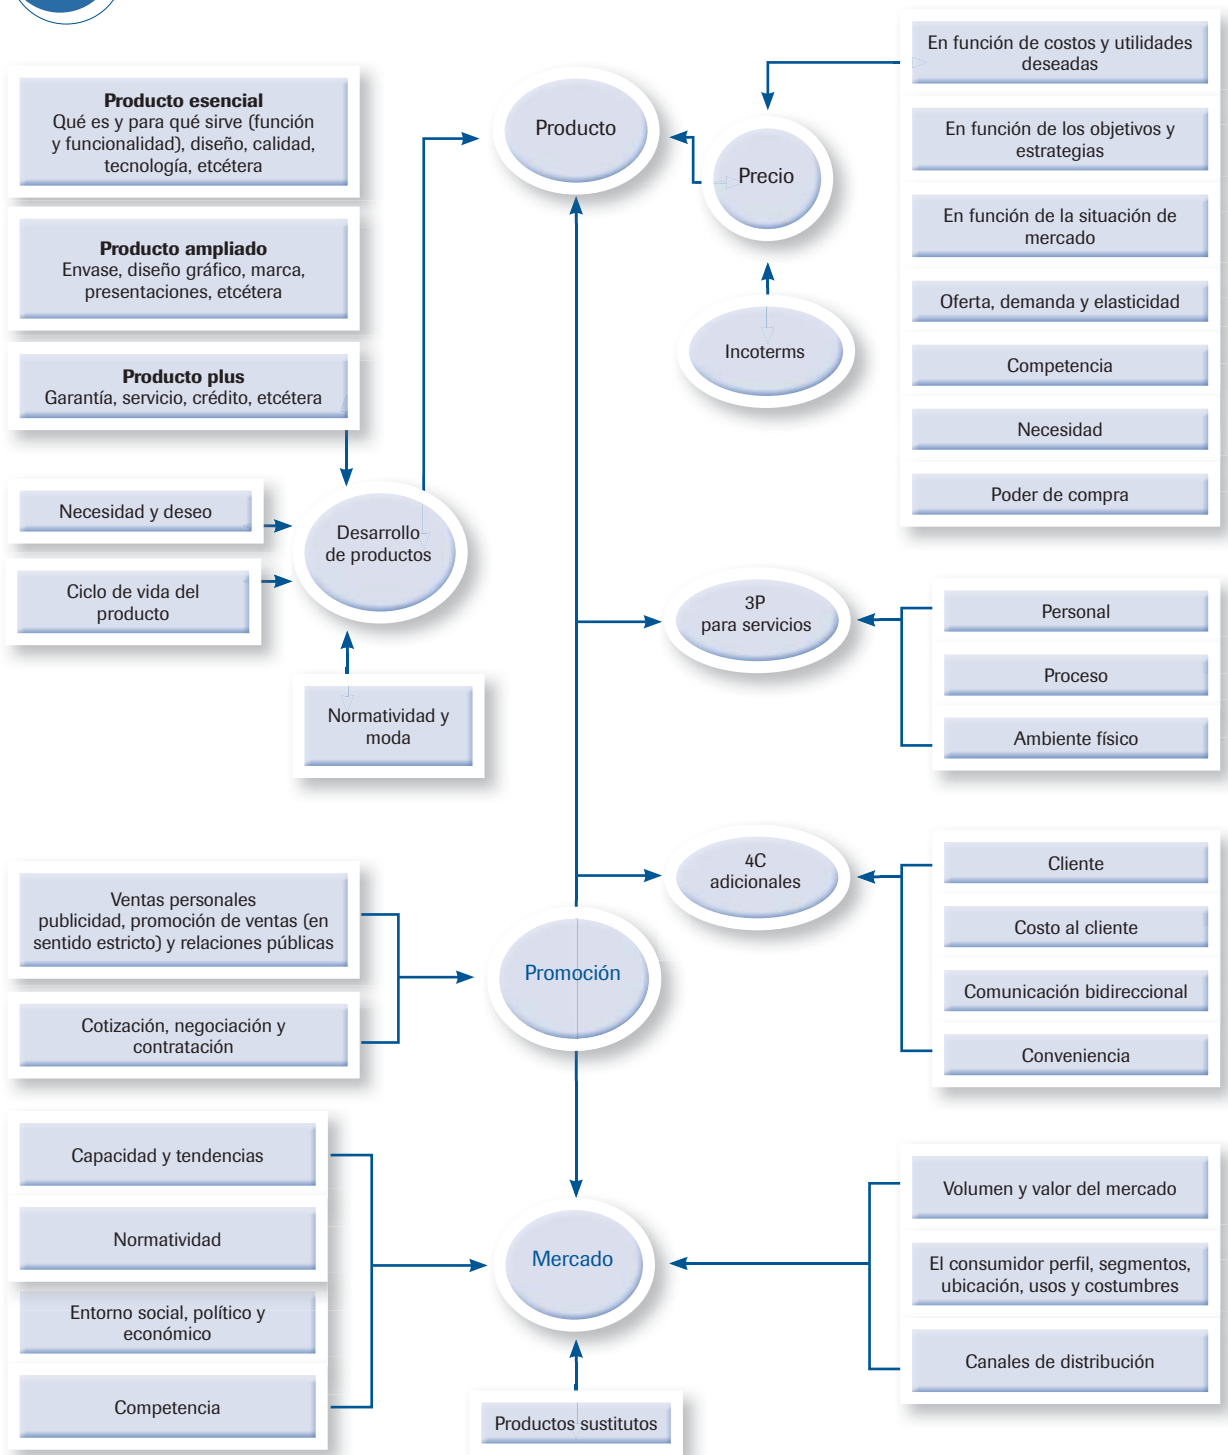 Producto esencial
Qué es y para qué sirve (función
y funcionalidad), diseño, calidad,
tecnología, etcétera
Producto ampliado
Envase, diseño gráfico, marca,
presentaciones, etcétera
Producto plus
Garantía, servicio, crédito, etcétera
Necesidad y deseo
Ciclo de vida del
producto
Desarrollo
de productos
Normatividad y
moda
Producto
Precio
Incoterms
En función de costos y utilidades
deseadas
En función de los objetivos y
estrategias
En función de la situación de
mercado
Oferta, demanda y elasticidad
Competencia
Necesidad
Poder de compra
3P
para servicios
Personal
Proceso
Ambiente físico
4C
adicionales
Cliente
Costo al cliente
Comunicación bidireccional
Conveniencia
Ventas personales
publicidad, promoción de ventas (en
sentido estricto) y relaciones públicas
Cotización, negociación y
contratación
Promoción
Capacidad y tendencias
Normatividad
Entorno social, político y
económico
Competencia
Mercado
Productos sustitutos
Volumen y valor del mercado
El consumidor perfil, segmentos,
ubicación, usos y costumbres
Canales de distribución